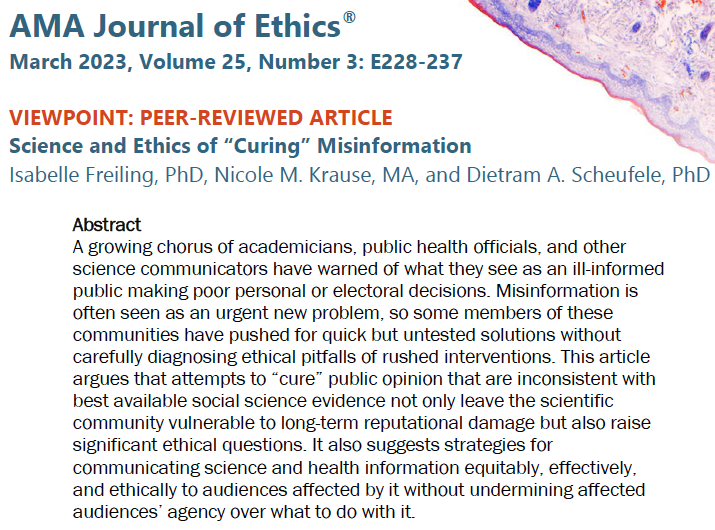 AMA Journal of Ethics®
March 2023, Volume 25, Number 3: E228-237
VIEWPOINT: PEER-REVIEWED ARTICLE
Science and Ethics of “Curing” Misinformation
Isabelle Freiling, PhD, Nicole M. Krause, MA, and Dietram A. Scheufele, PhD
Abstract
A growing chorus of academicians, public health officials, and other
science communicators have warned of what they see as an ill-informed
public making poor personal or electoral decisions. Misinformation is
often seen as an urgent new problem, so some members of these
communities have pushed for quick but untested solutions without
carefully diagnosing ethical pitfalls of rushed interventions. This article
argues that attempts to “cure” public opinion that are inconsistent with
best available social science evidence not only leave the scientific
community vulnerable to long-term reputational damage but also raise
significant ethical questions. It also suggests strategies for
communicating science and health information equitably, effectively,
and ethically to audiences affected by it without undermining affected
audiences’ agency over what to do with it.